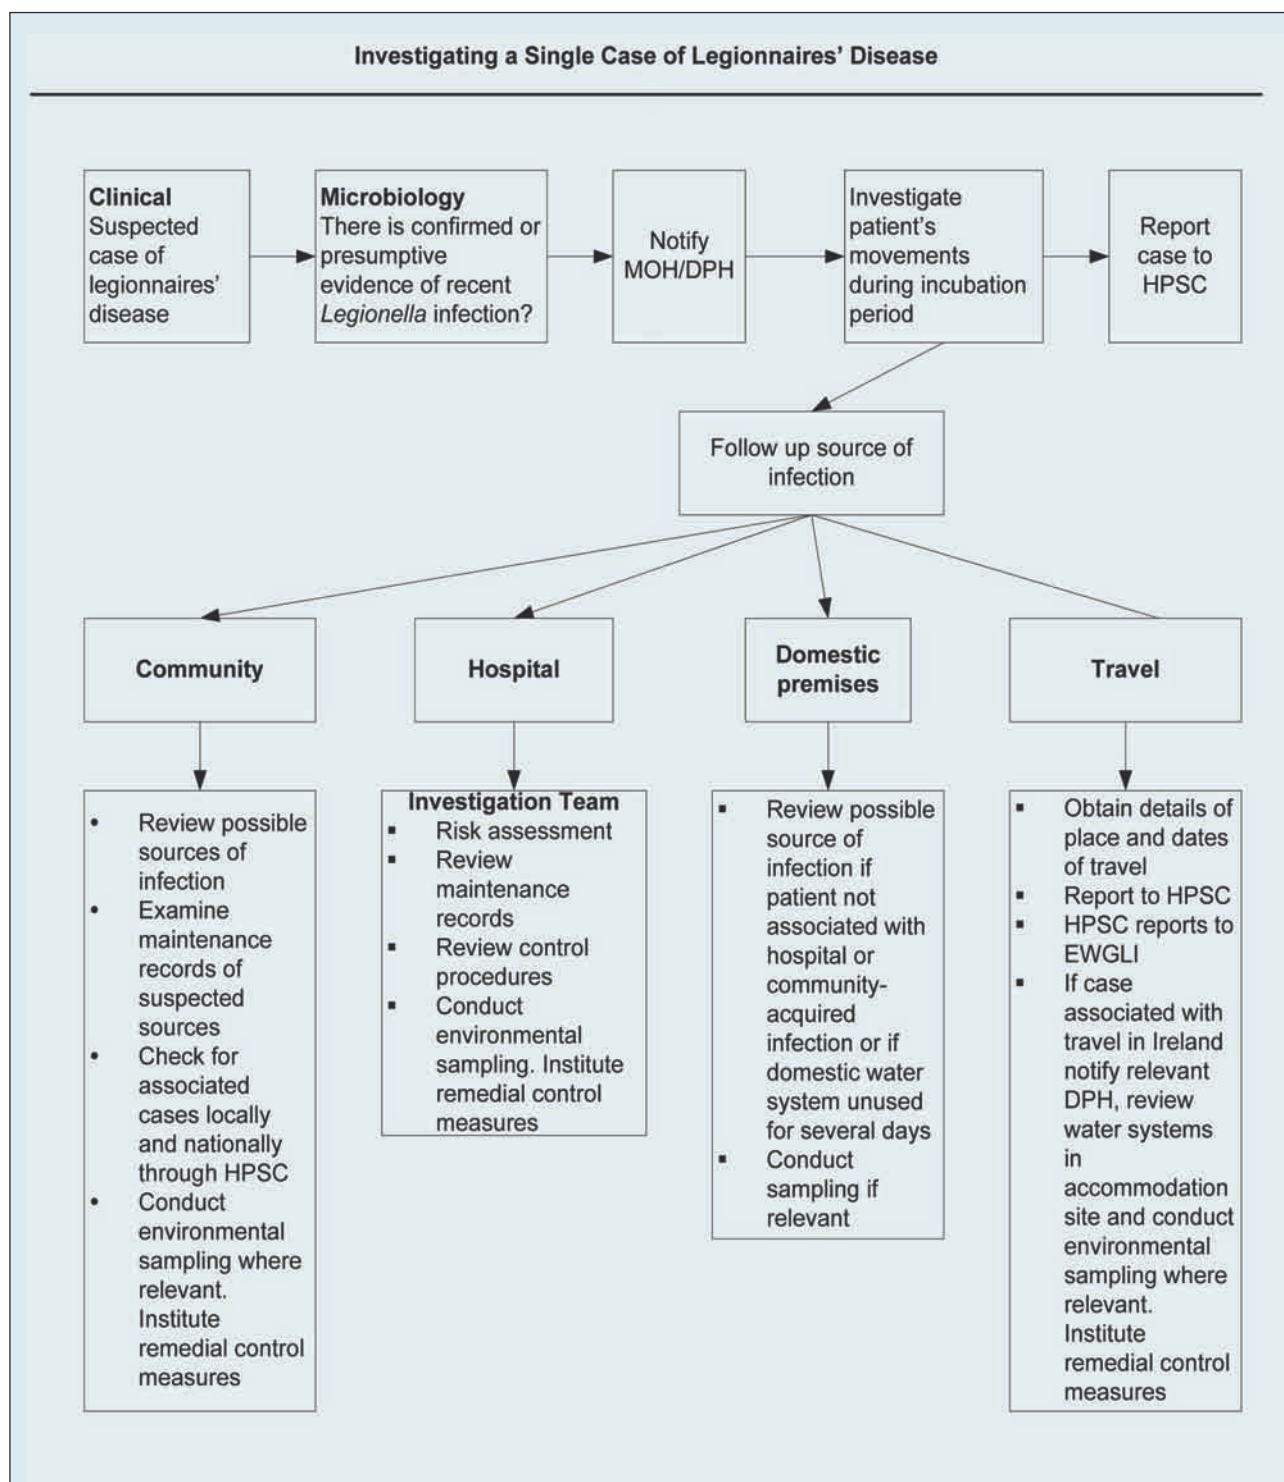 Investigating a Single Case of Legionnaires’ Disease
Clinical
Suspected
case of
legionnaires’
disease
Microbiology
There is confirmed or
presumptive
evidence of recent
Legionella infection?
Notify
MOH/DPH
Investigate
patient’s
movements
during incubation
period
Report
case to
HPSC
Follow up source of
infection
Community
Hospital
Domestic
premises
Travel
• Review possible
sources of
infection
• Examine
maintenance
records of
suspected
sources
• Check for
associated
cases locally
and nationally
through HPSC
• Conduct
environmental
sampling where
relevant.
Institute
remedial control
measures
Investigation Team
▪ Risk assessment
▪ Review
maintenance
records
▪ Review control
procedures
▪ Conduct
environmental
sampling. Institute
remedial control
measures
▪ Review possible
source of
infection if
patient not
associated with
hospital or
community-
acquired
infection or if
domestic water
system unused
for several days
▪ Conduct
sampling if
relevant
▪ Obtain details of
place and dates
of travel
▪ Report to HPSC
▪ HPSC reports to
EWGLI
▪ If case
associated with
travel in Ireland
notify relevant
DPH, review
water systems
in
accommodation
site and conduct
environmental
sampling where
relevant.
Institute
remedial control
measures